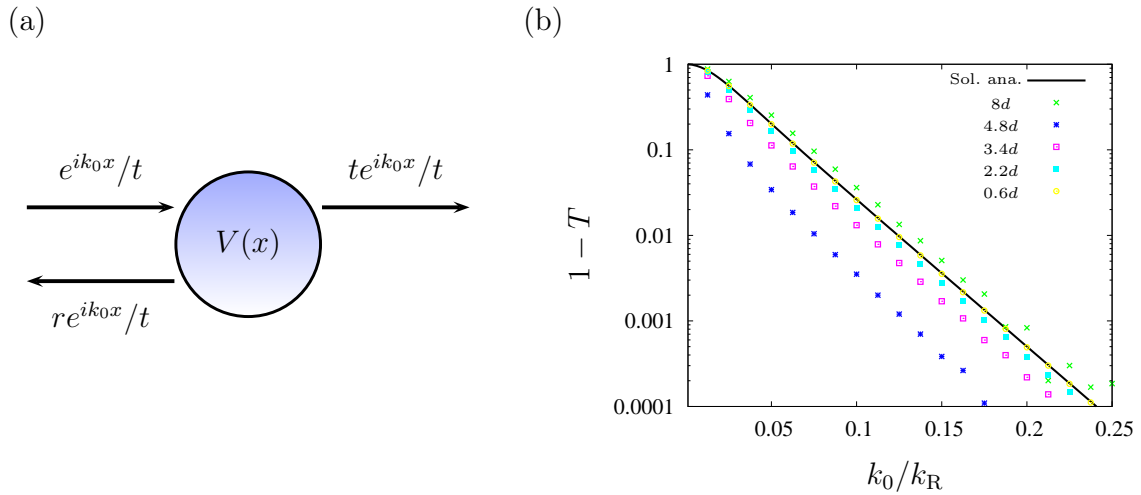 (a)
(b)
e^{ik_0x}/t
te^{ik_0x}/t
V(x)
re^{ik_0x}/t
1 − T
1
0.1
0.01
0.001
0.0001
0.05
0.1
0.15
0.2
0.25
k_0/k_R
Sol. ana.
8d
4.8d
3.4d
2.2d
0.6d